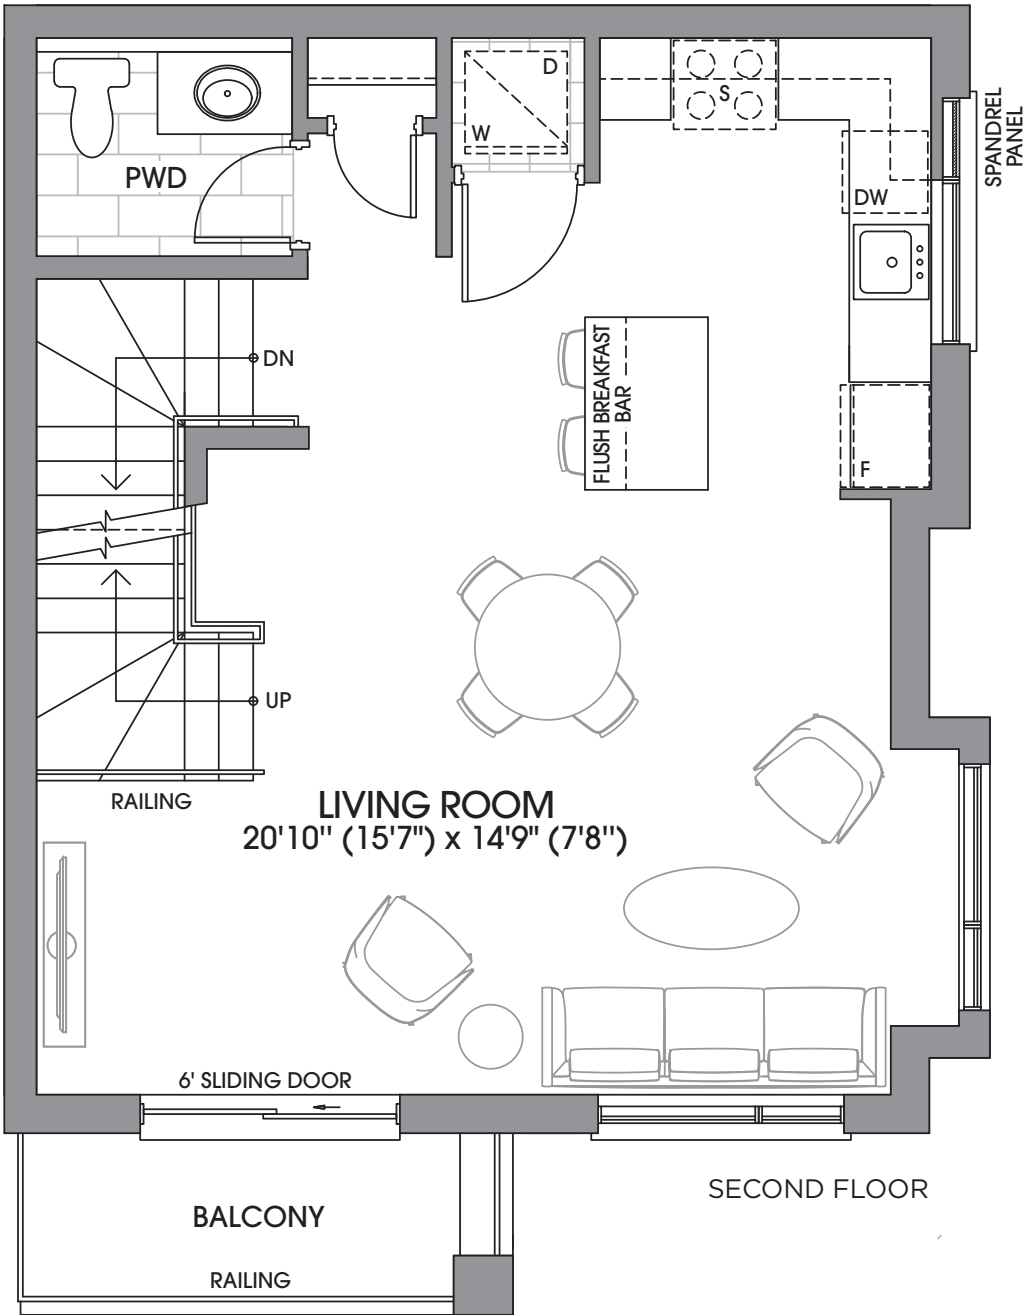 D
W
S
SPANDREL
PANEL
PWD
DW
DN
FLUSH BREAKFAST
BAR
F
UP
RAILING
LIVING ROOM
20'10'' (15'7") x 14'9" (7'8'')
6' SLIDING DOOR
SECOND FLOOR
BALCONY
RAILING